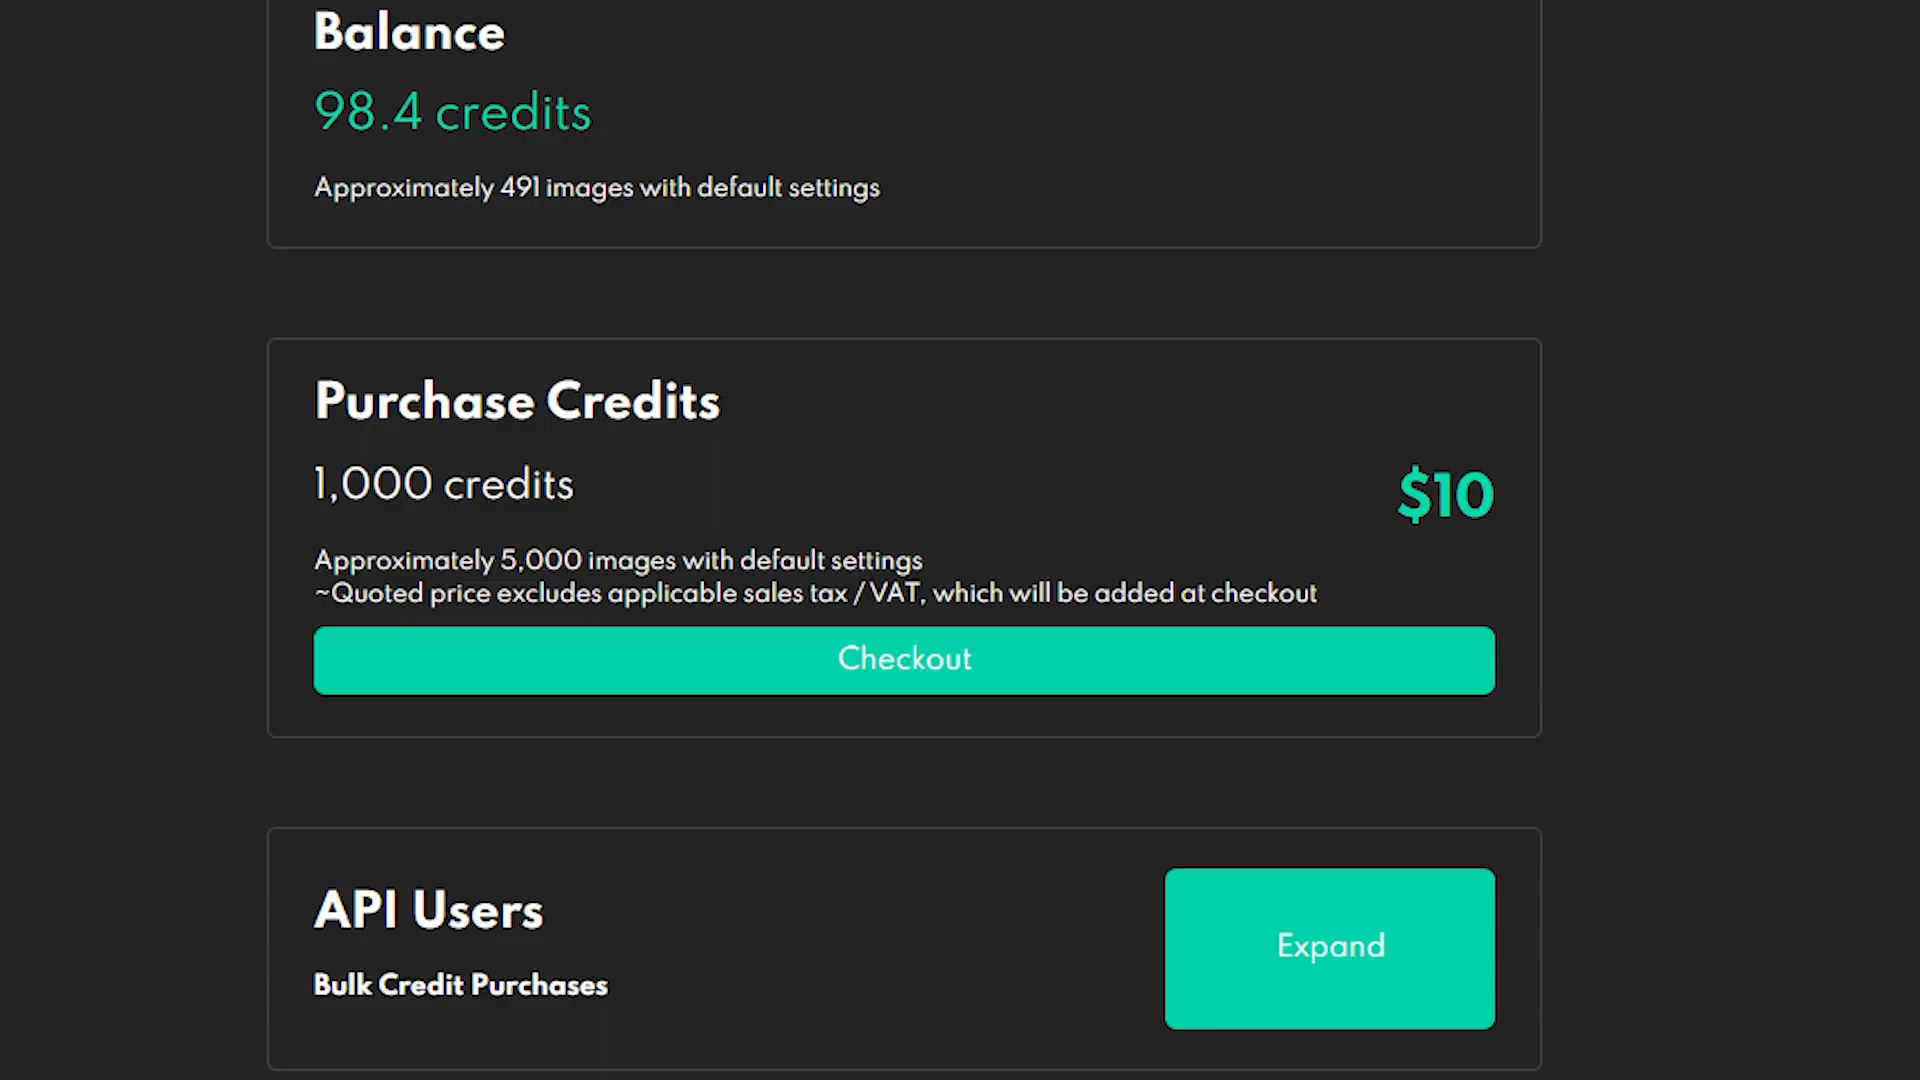 Balance
98.4 credits
Approximately 491 images with default settings
Purchase Credits
1,000 credits
$10
Approximately 5,000 images with default settings
~Quoted price excludes applicable sales tax / VAT, which will be added at checkout
Checkout
API Users
Expand
Bulk Credit Purchases